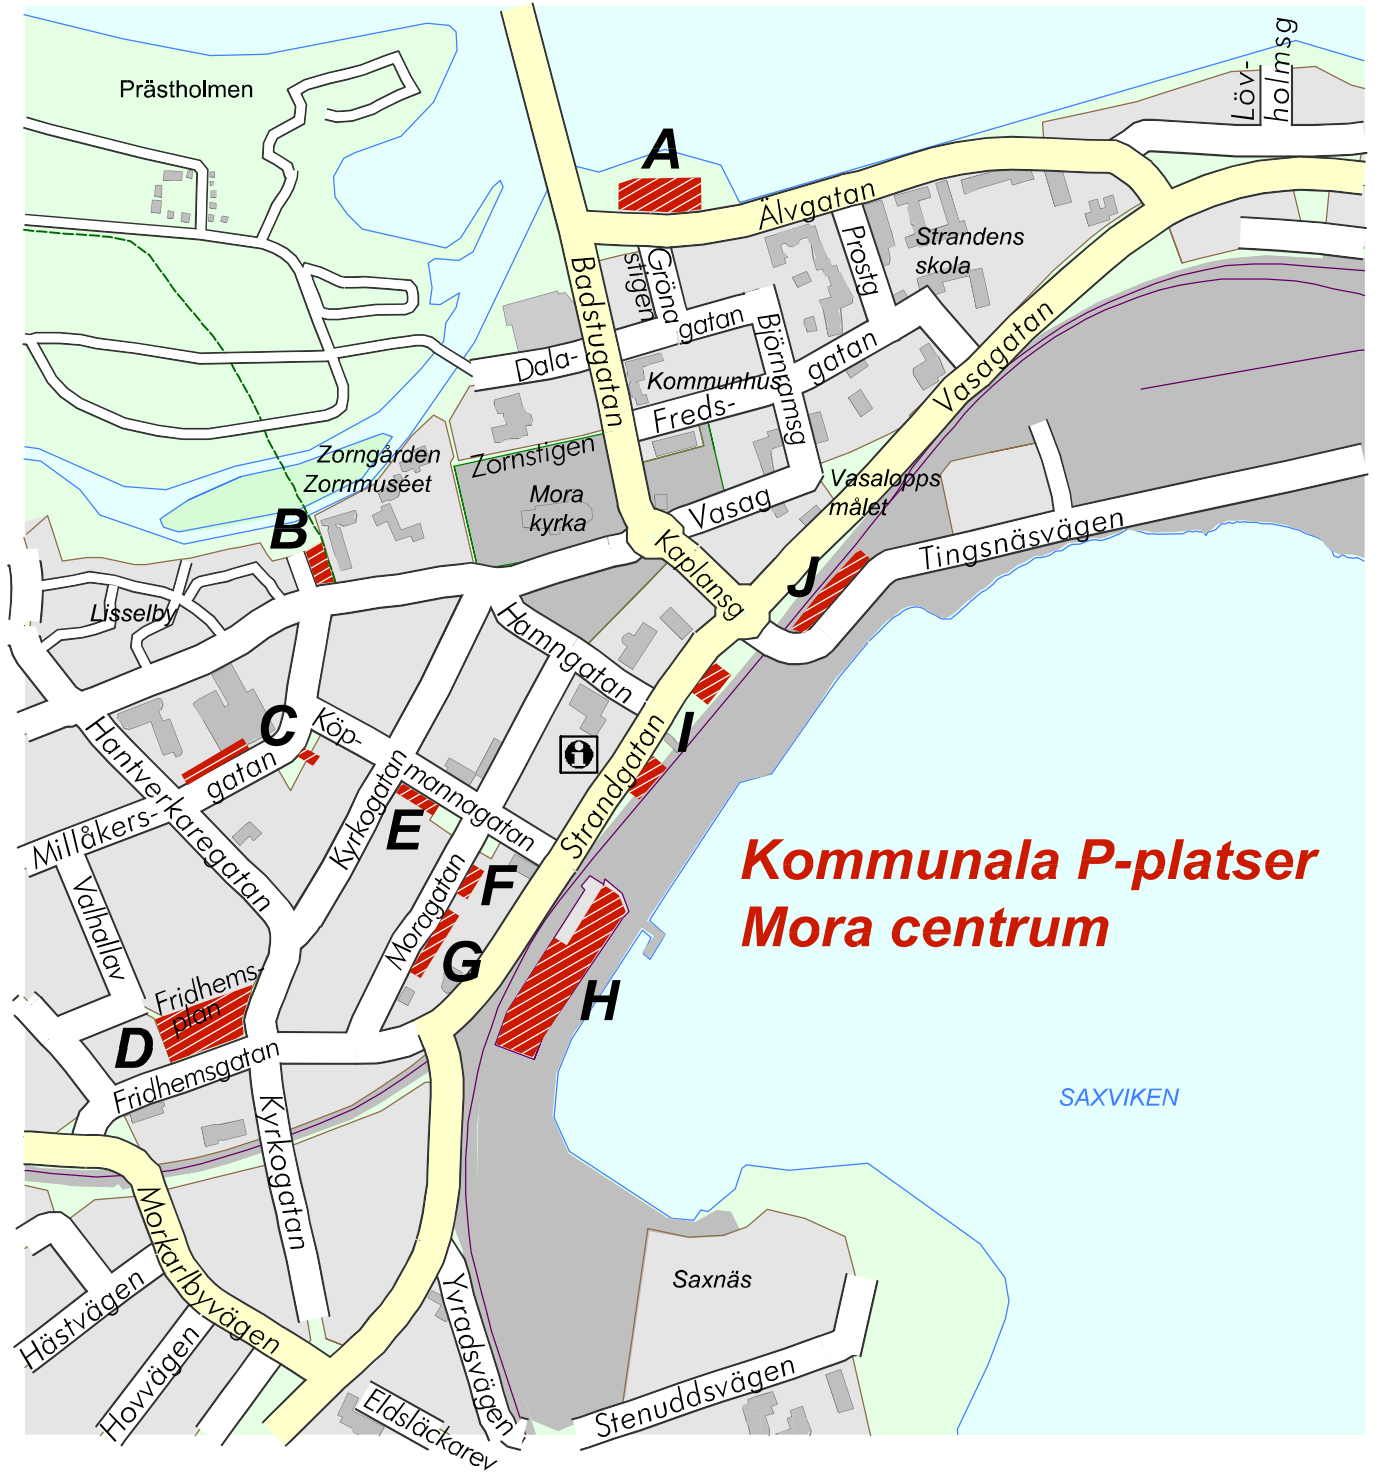 Löv-
holmsg
Prästholmen
A
Älvgatan
Strandens
skola
Prostg
Gröna
stigen
Badstugatan
Dala-
gatan
Björnramsg
Vasagatan
Kommunhus
Freds-
gatan
Zorngården
Zornmuséet
Zornstigen
Mora
kyrka
Vasag
Vasalopps
målet
Tingsnäsvägen
B
Kaplansg
J
Lisselby
Hamngatan
I
C
Köp-
mannagatan
Hantverkaregatan
Millåkers-
gatan
Kyrkogatan
E
Strandgatan
F
Moragatan
G
Kommunala P-platser
Mora centrum
Valhallav
Fridhems-
plan
D
H
Fridhemsgatan
SAXVIKEN
Kyrkogatan
Morkarlbyvägen
Saxnäs
Hästvägen
Hovvägen
Yvradsvägen
Stenuddsvägen
Eldsläckarev